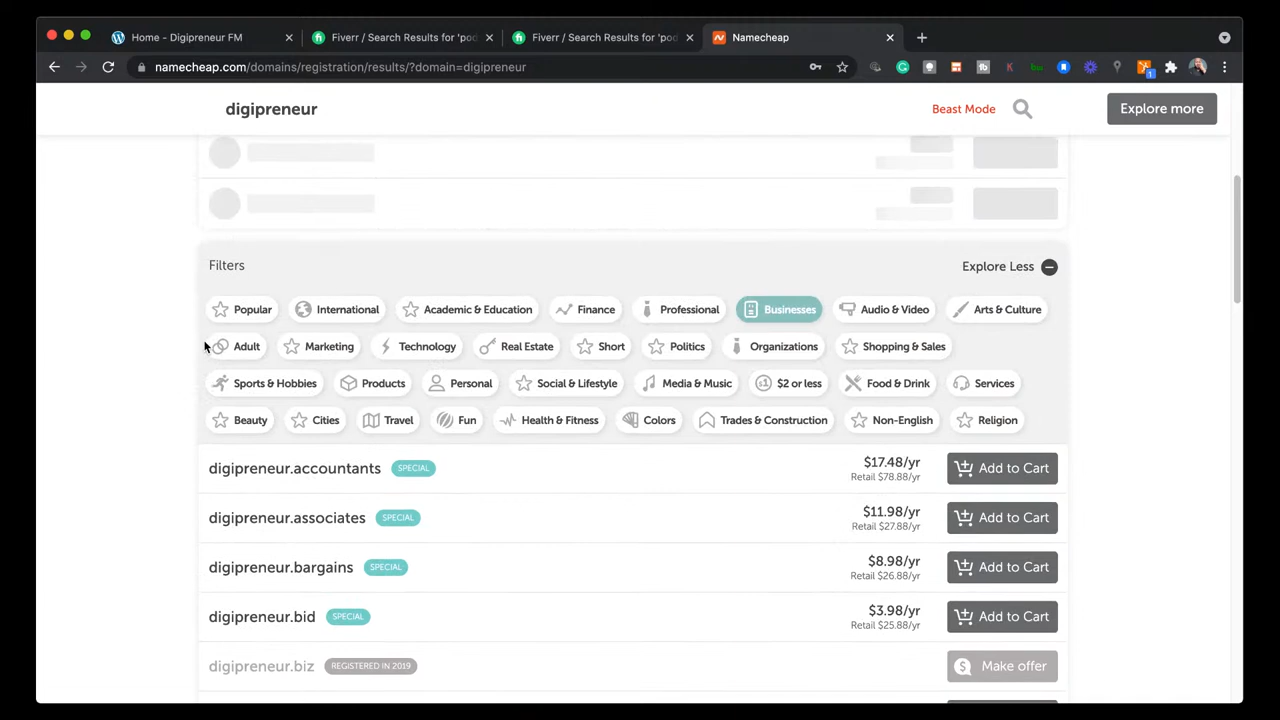 Home - Digipreneur FM
Fiverr / Search Results for 'pod
Fiverr / Search Results for 'pod
Namecheap
namecheap.com/domains/registration/results/?domain=digipreneur
digipreneur
Beast Mode
Explore more
Filters
Explore Less
Popular International Academic & Education Finance Professional Businesses Audio & Video Arts & Culture
Adult Marketing Technology Real Estate Short Politics Organizations Shopping & Sales
Sports & Hobbies Products Personal Social & Lifestyle Media & Music $2 or less Food & Drink Services
Beauty Cities Travel Fun Health & Fitness Colors Trades & Construction Non-English Religion
digipreneur.accountants SPECIAL $17.48/yr Add to Cart
Retail $78.88/yr
digipreneur.associates SPECIAL $11.98/yr Add to Cart
Retail $27.88/yr
digipreneur.bargains SPECIAL $8.98/yr Add to Cart
Retail $26.88/yr
digipreneur.bid SPECIAL $3.98/yr Add to Cart
Retail $25.88/yr
digipreneur.biz REGISTERED IN 2019 Make offer